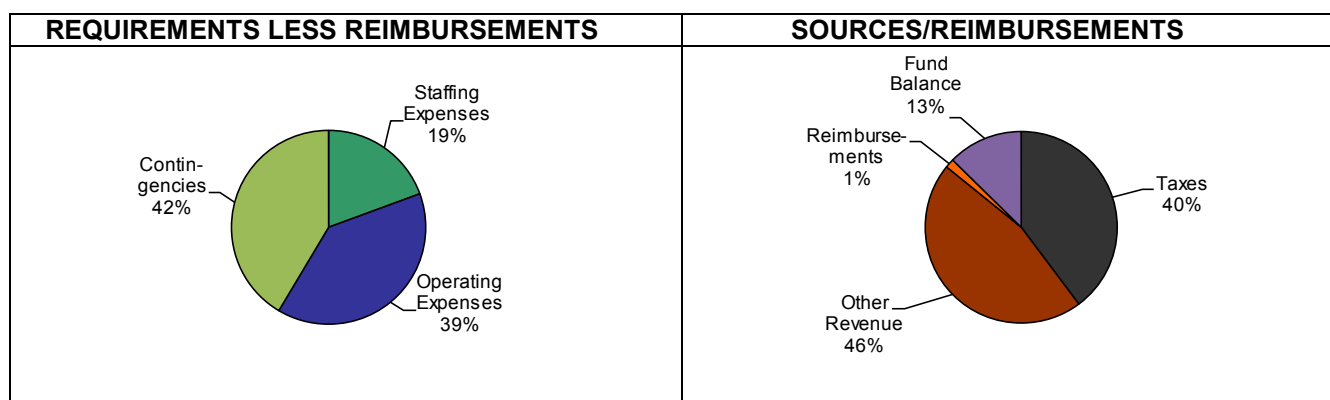 REQUIREMENTS LESS REIMBURSEMENTS
Staffing
Expenses
19%
Contin-
gencies
42%
Operating
Expenses
39%
SOURCES/REIMBURSEMENTS
Fund
Balance
13%
Reimburse-
ments
1%
Taxes
40%
Other
Revenue
46%